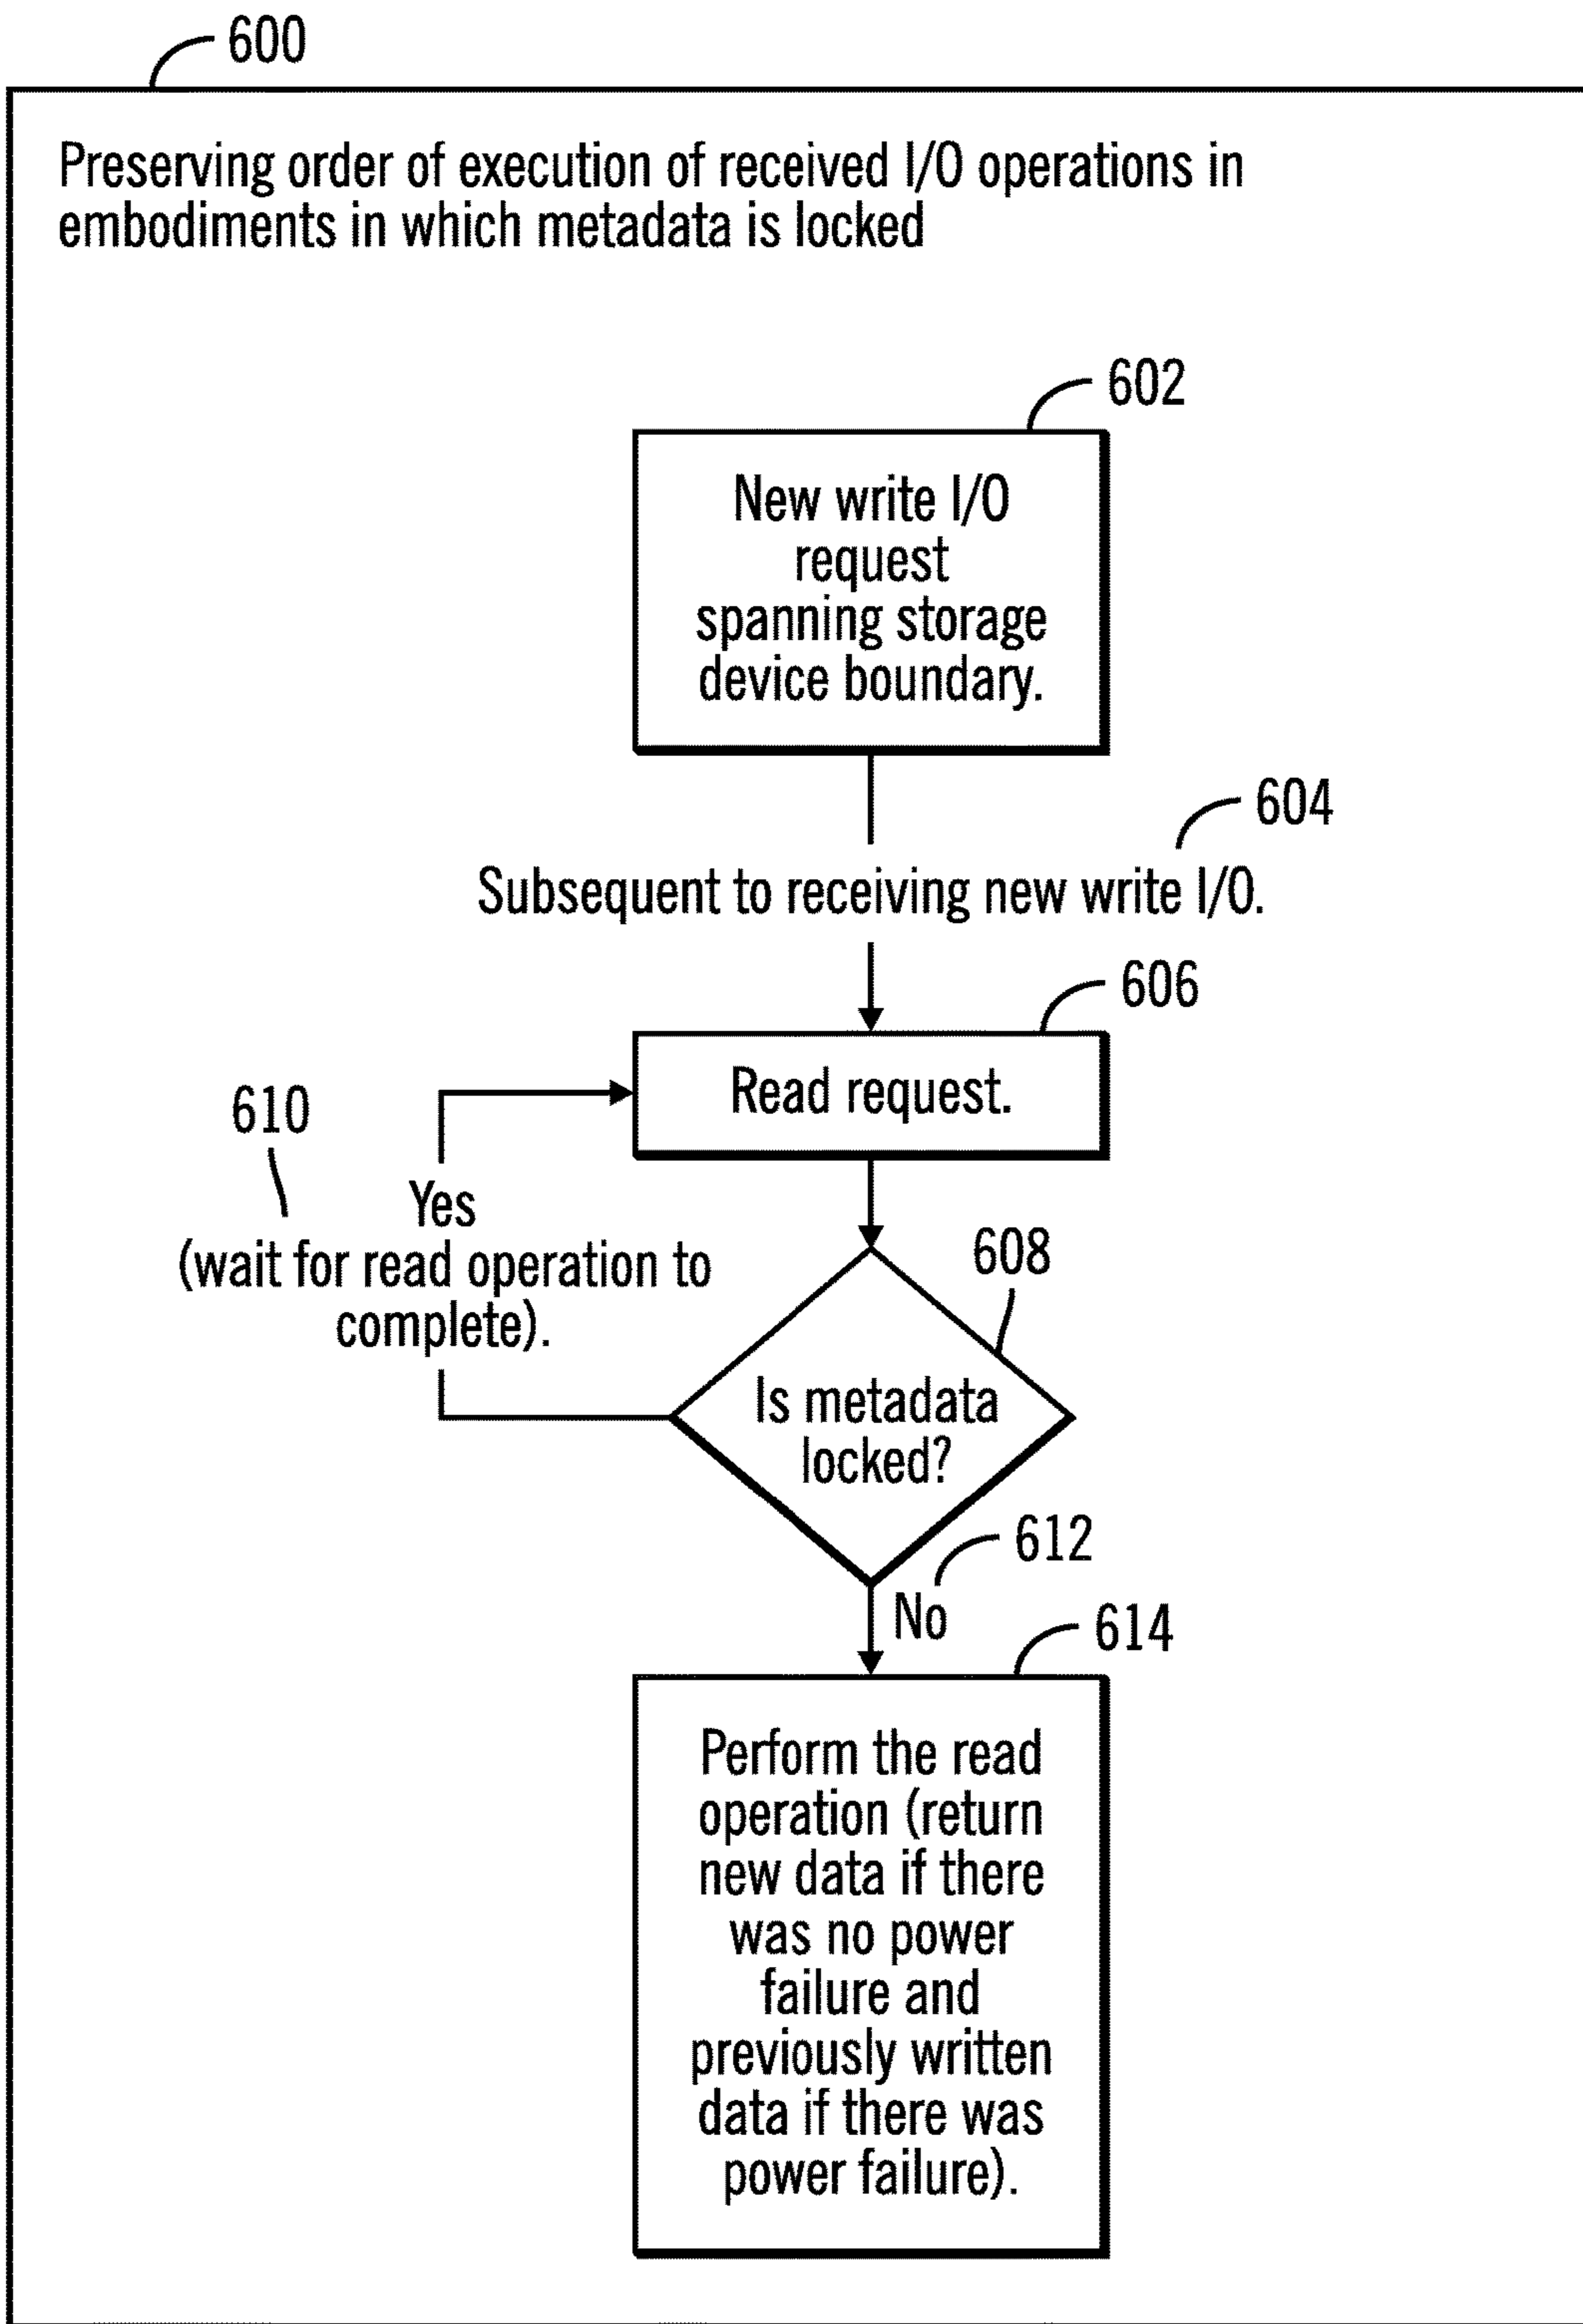 600
Preserving order of execution of received I/O operations in
embodiments in which metadata is locked
602
New write I/O
request
spanning storage
device boundary.
604
Subsequent to receiving new write I/O.
606
Read request.
610
Yes
(wait for read operation to
complete).
608
Is metadata
locked?
612
No
614
Perform the read
operation (return
new data if there
was no power
failure and
previously written
data if there was
power failure).